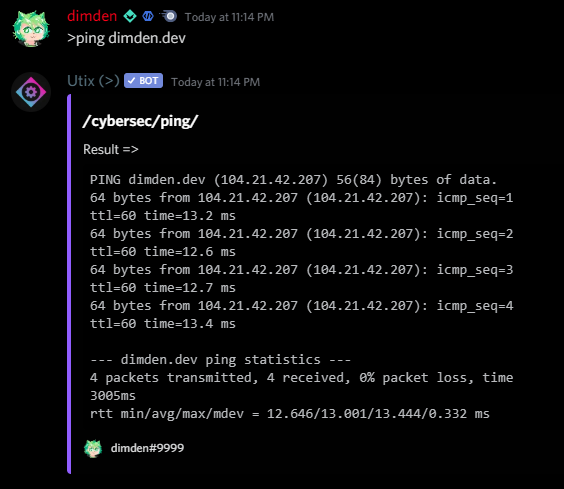 dimden Today at 11:14 PM
>ping dimden.dev
Utix (>) ✓ BOT Today at 11:14 PM
/cybersec/ping/
Result =>
PING dimden.dev (104.21.42.207) 56(84) bytes of data.
64 bytes from 104.21.42.207 (104.21.42.207): icmp_seq=1
ttl=60 time=13.2 ms
64 bytes from 104.21.42.207 (104.21.42.207): icmp_seq=2
ttl=60 time=12.6 ms
64 bytes from 104.21.42.207 (104.21.42.207): icmp_seq=3
ttl=60 time=12.7 ms
64 bytes from 104.21.42.207 (104.21.42.207): icmp_seq=4
ttl=60 time=13.4 ms
--- dimden.dev ping statistics ---
4 packets transmitted, 4 received, 0% packet loss, time
3005ms
rtt min/avg/max/mdev = 12.646/13.001/13.444/0.332 ms
dimden#9999